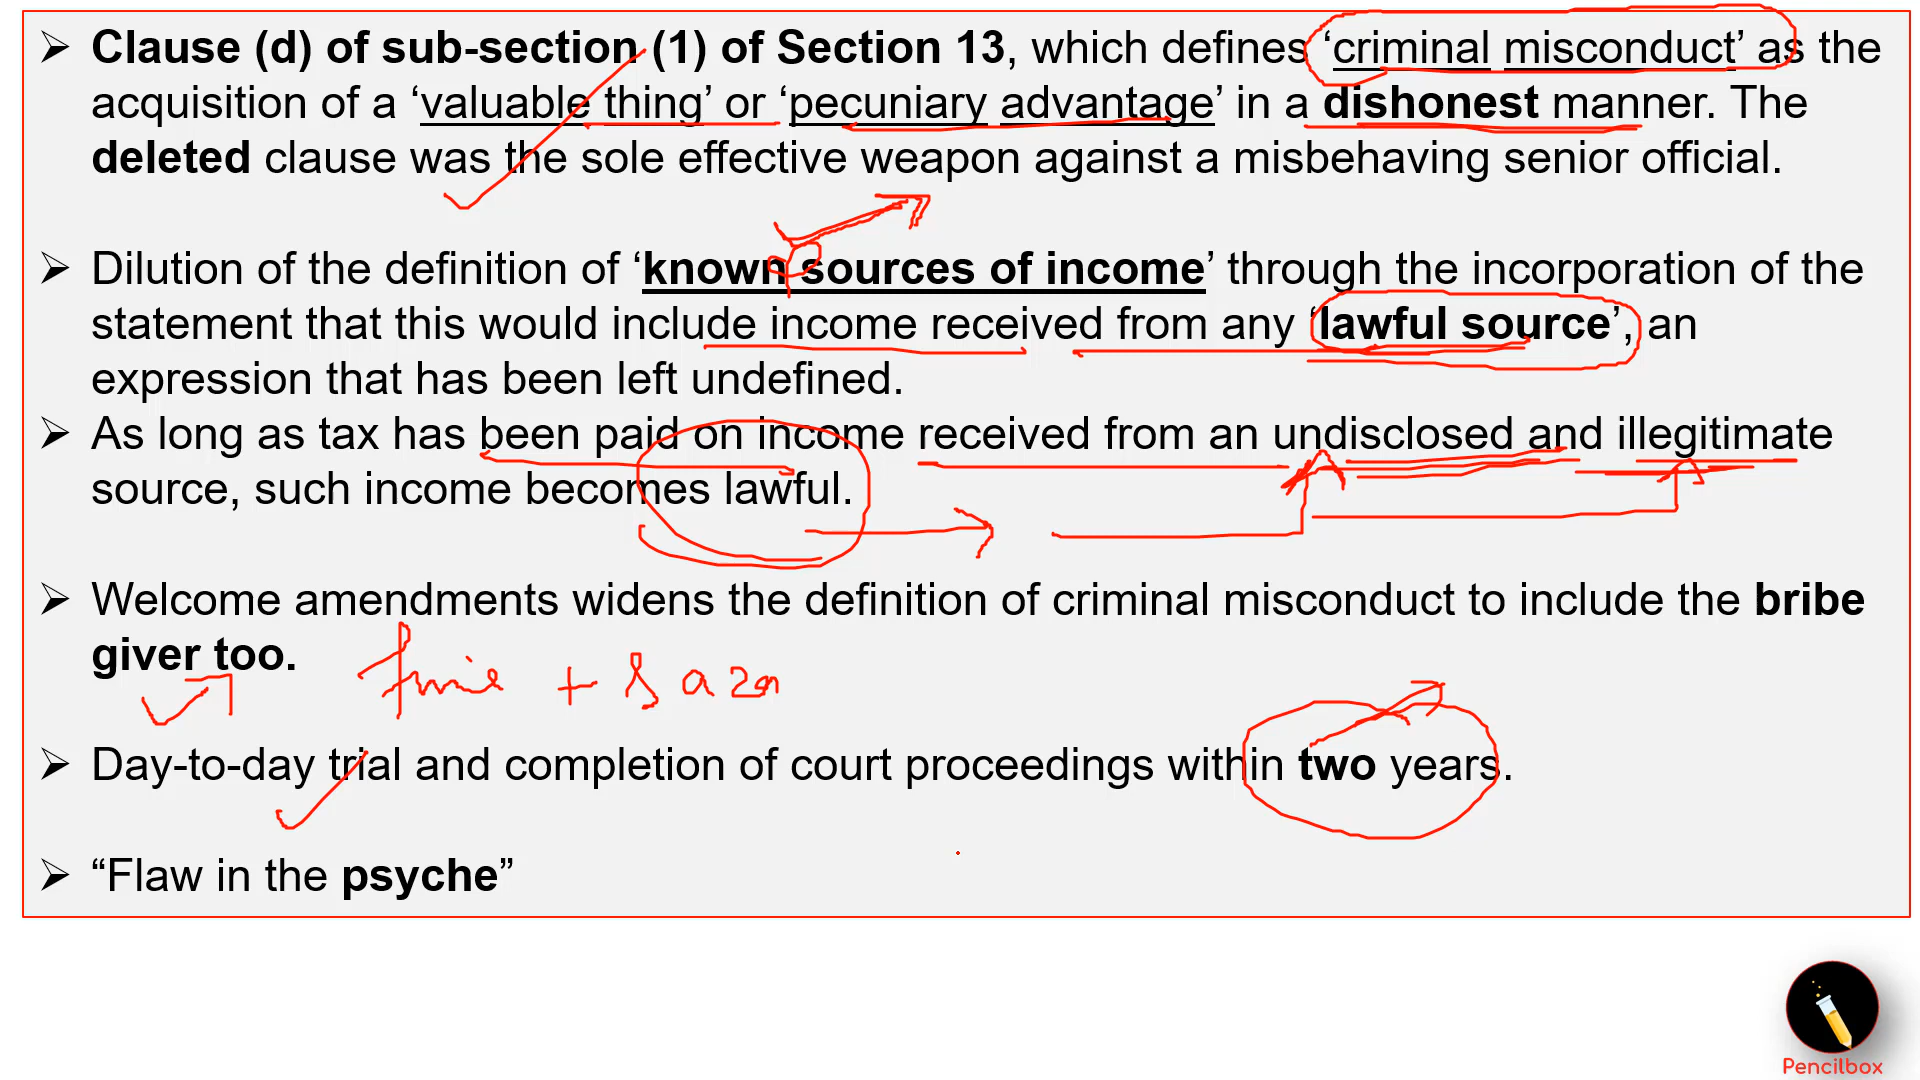 ➢ Clause (d) of sub-section (1) of Section 13, which defines ‘criminal misconduct’ as the
acquisition of a ‘valuable thing’ or ‘pecuniary advantage’ in a dishonest manner. The
deleted clause was the sole effective weapon against a misbehaving senior official.
➢ Dilution of the definition of ‘known sources of income’ through the incorporation of the
statement that this would include income received from any ‘lawful source’, an
expression that has been left undefined.
➢ As long as tax has been paid on income received from an undisclosed and illegitimate
source, such income becomes lawful.
➢ Welcome amendments widens the definition of criminal misconduct to include the bribe
giver too.
➢ Day-to-day trial and completion of court proceedings within two years.
➢ “Flaw in the psyche”
Pencilbox